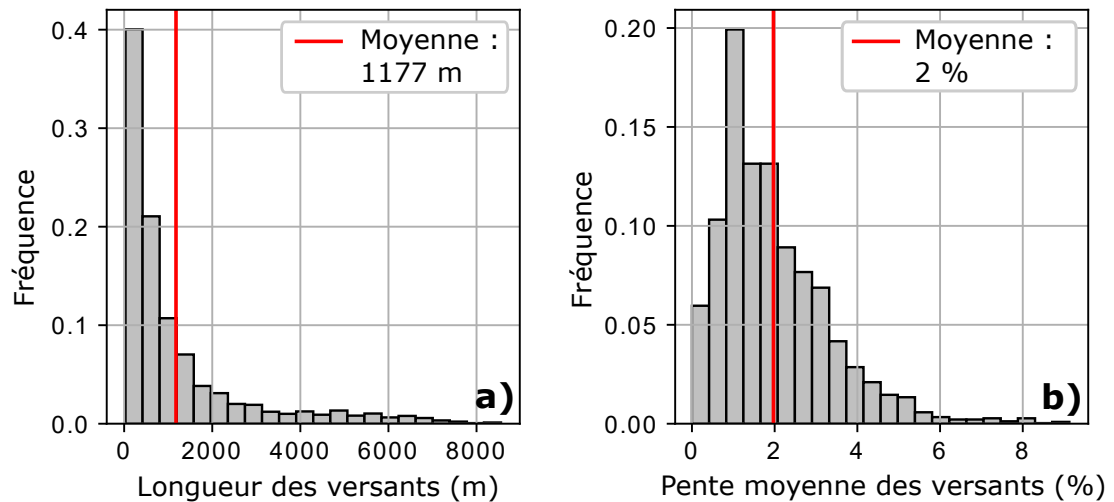 Moyenne :
1177 m
0.4
0.3
0.2
0.1
0.0
Fréquence
0 2000 4000 6000 8000
Longueur des versants (m)
a)
Moyenne :
2 %
0.20
0.15
0.10
0.05
0.00
Fréquence
0 2 4 6 8
Pente moyenne des versants (%)
b)